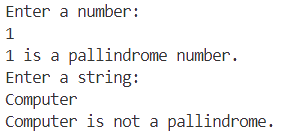 Enter a number:
1
1 is a pallindrome number.
Enter a string:
Computer
Computer is not a pallindrome.